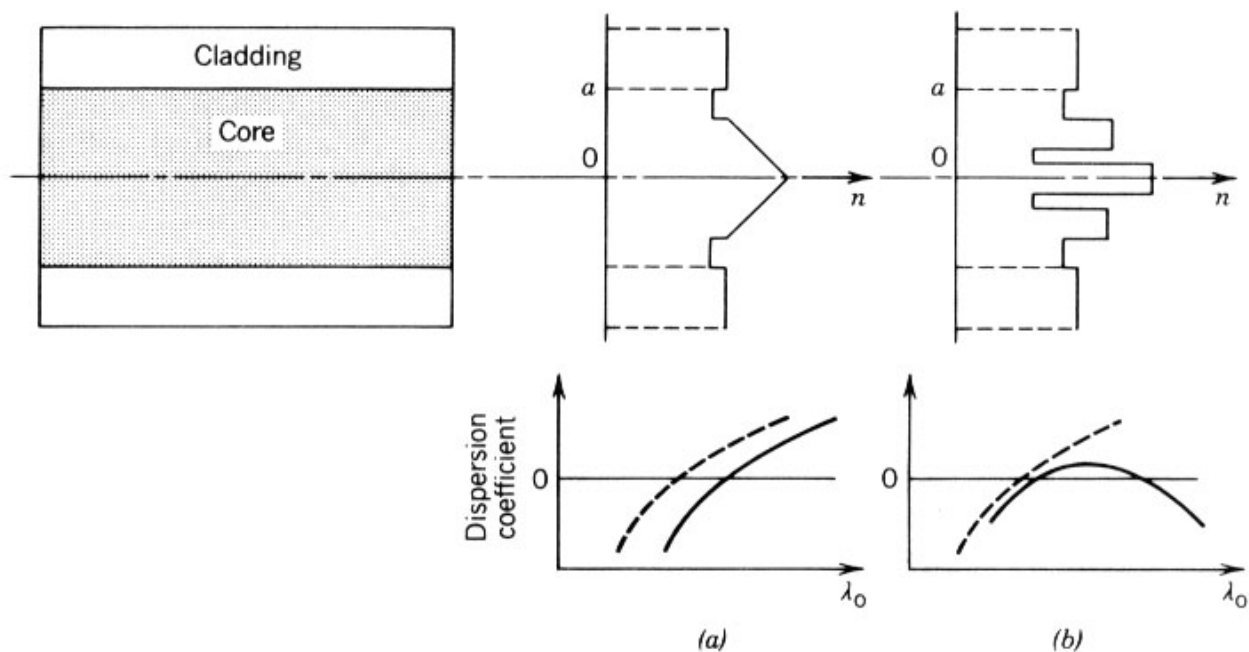 Cladding
Core
a
0
n
a
0
n
Dispersion
coefficient
0
λo
0
λo
(a)
(b)